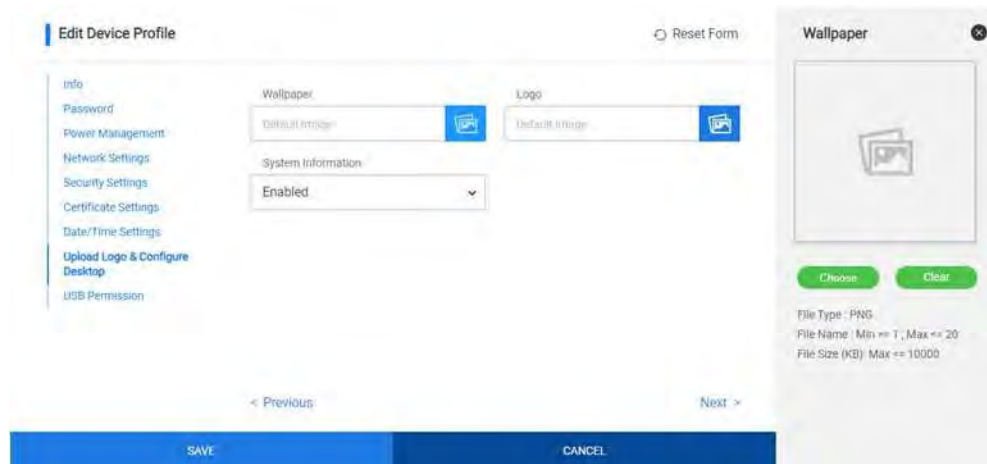 Edit Device Profile
Reset Form
Info
Password
Power Management
Network Settings
Security Settings
Certificate Settings
Date/Time Settings
Upload Logo & Configure
Desktop
USB Permission
Wallpaper
Default Image
Logo
Default Image
System Information
Enabled
< Previous
Next >
SAVE
CANCEL
Wallpaper
Choose
Clear
File Type : PNG
File Name : Min >= 1 , Max <= 20
File Size (KB): Max <= 10000